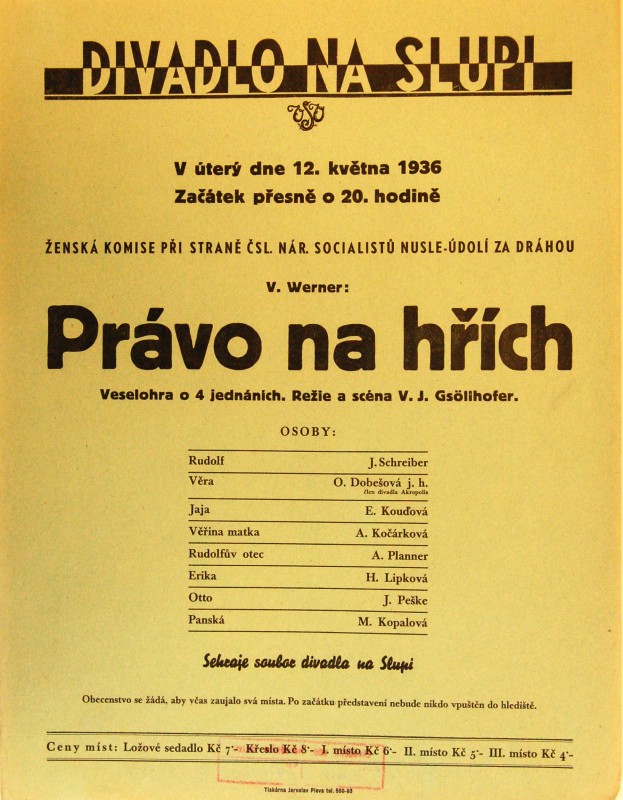 DIVADLO NA SLUPI
V úterý dne 12. května 1936
Začátek přesně o 20. hodině
ŽENSKÁ KOMISE PŘI STRANĚ ČSL. NÁR. SOCIALISTŮ NUSLE-ÚDOLÍ ZA DRÁHOU
V. Werner:
Právo na hřích
Veselohra o 4 jednáních. Režie a scéna V. J. Gsöllhofer.
OSOBY:
Rudolf J. Schreiber
Věra O. Dobešová j. h.
člen divadla Akropolis
Jaja E. Kouďová
Věřina matka A. Kočárková
Rudolfův otec A. Planner
Erika H. Lipková
Otto J. Peške
Panská M. Kopalová
Sehraje soubor divadla na Slupi
Obecenstvo se žádá, aby včas zaujalo svá místa. Po začátku představení nebude nikdo vpuštěn do hlediště.
Ceny míst: Ložové sedadlo Kč 7·- Křeslo Kč 8·- I. místo Kč 6·- II. místo Kč 5·- III. místo Kč 4·-
Tiskárna Jaroslav Pleva tel. 560-93